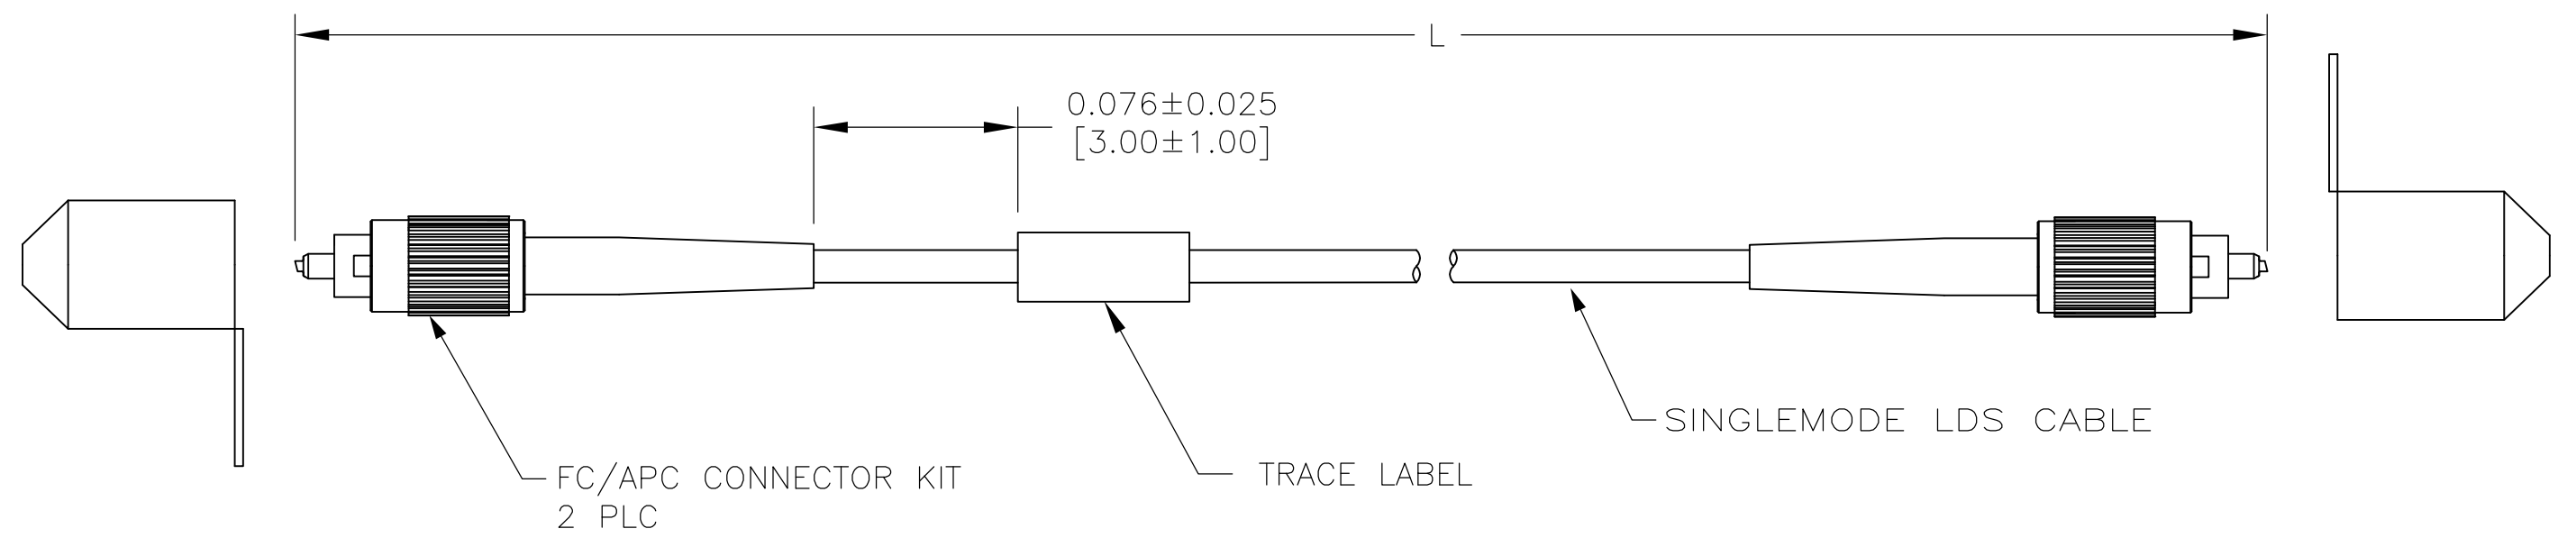 L
0.076±0.025
[3.00±1.00]
SINGLEMODE LDS CABLE
TRACE LABEL
FC/APC CONNECTOR KIT
2 PLC